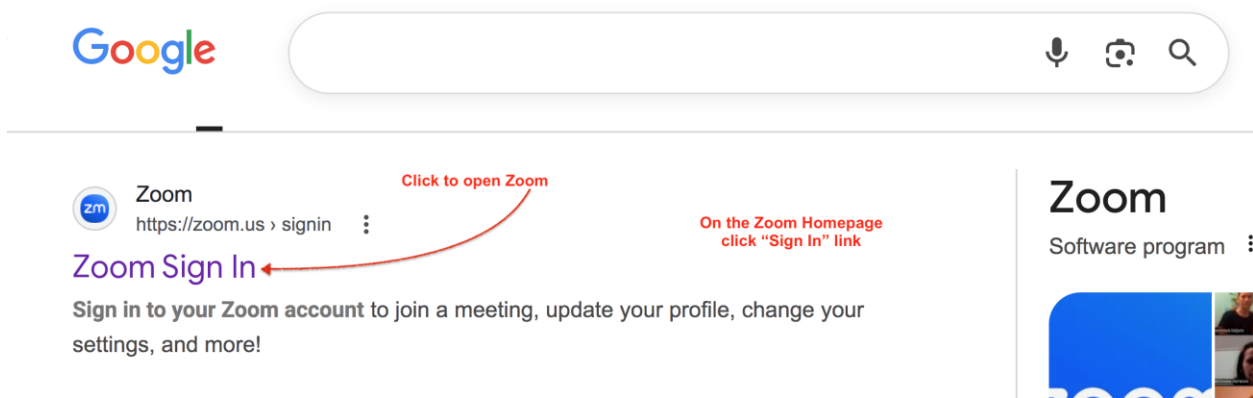 Google
zm
Zoom
https://zoom.us › signin
Click to open Zoom
Zoom Sign In
On the Zoom Homepage
click “Sign In” link
Sign in to your Zoom account to join a meeting, update your profile, change your
settings, and more!
Zoom
Software program